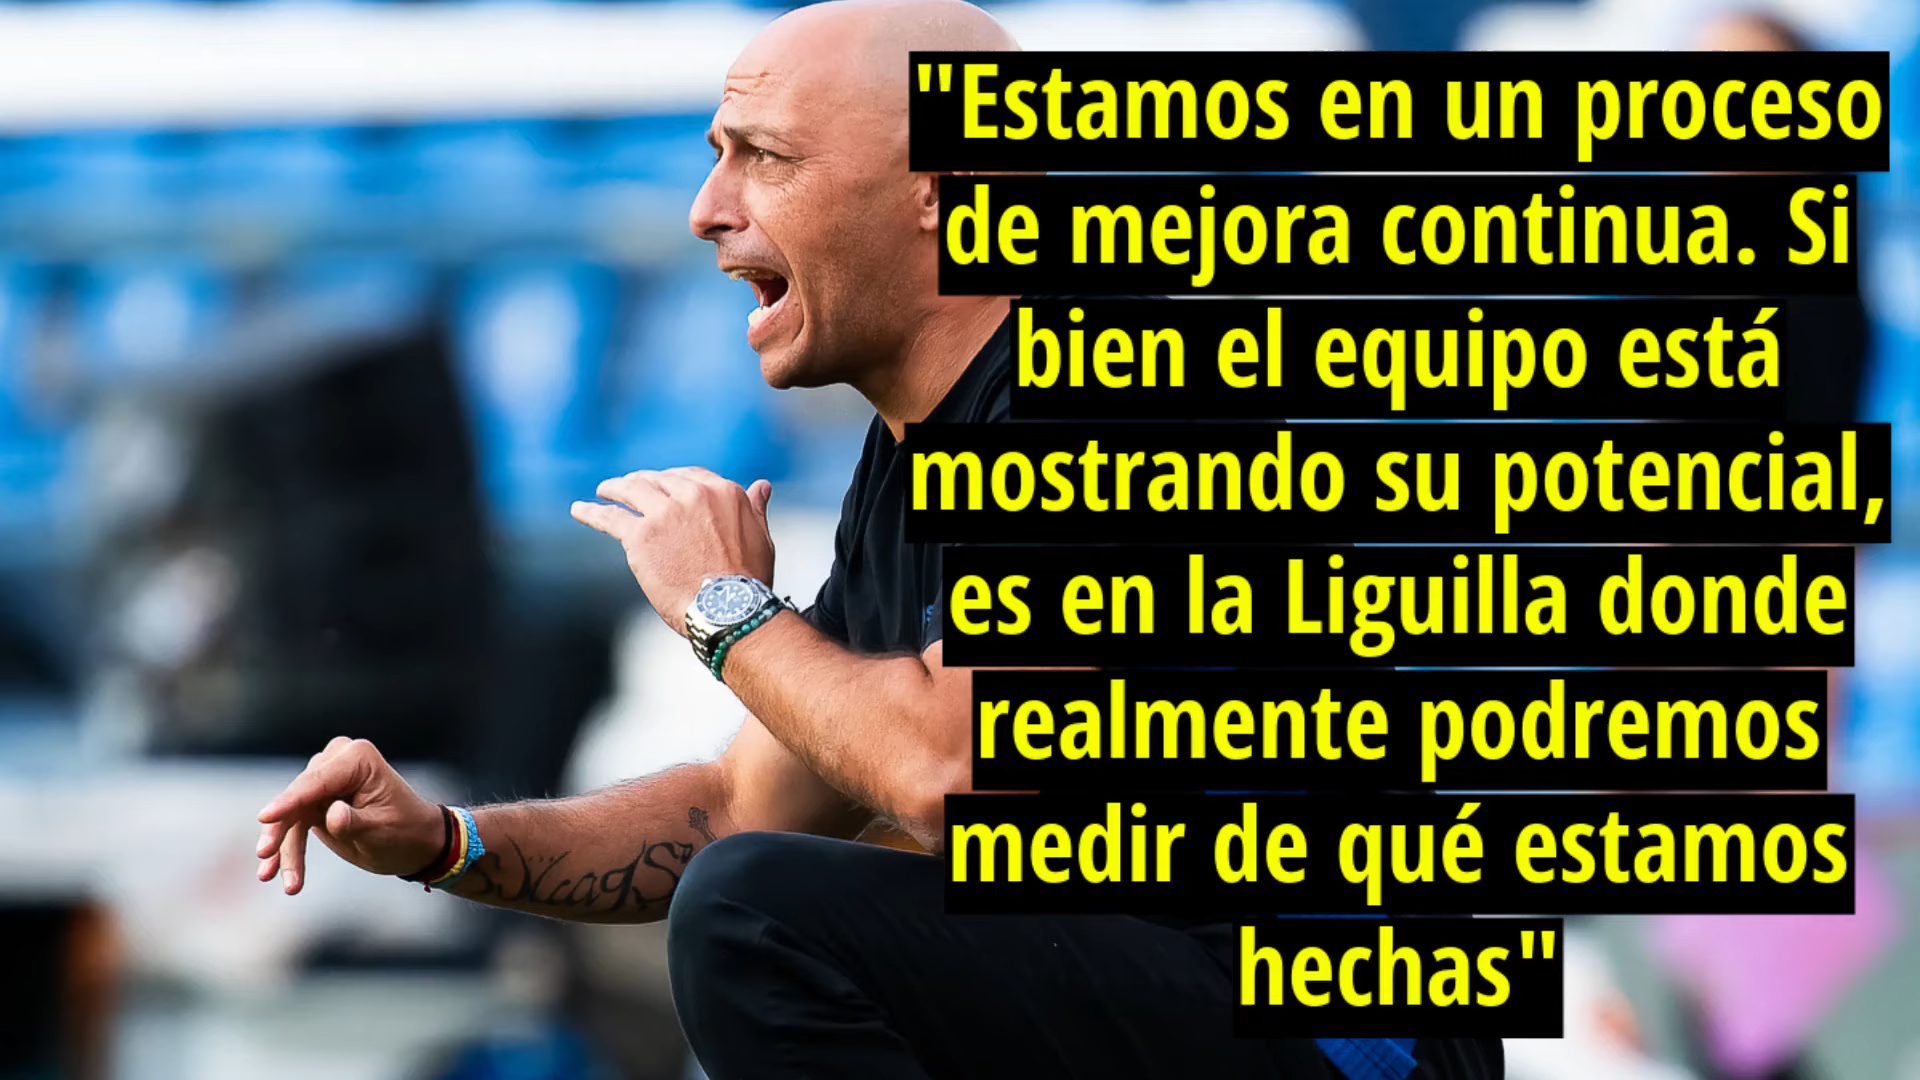 "Estamos en un proceso
de mejora continua. Si
bien el equipo está
mostrando su potencial,
es en la Liguilla donde
realmente podremos
medir de qué estamos
hechas"